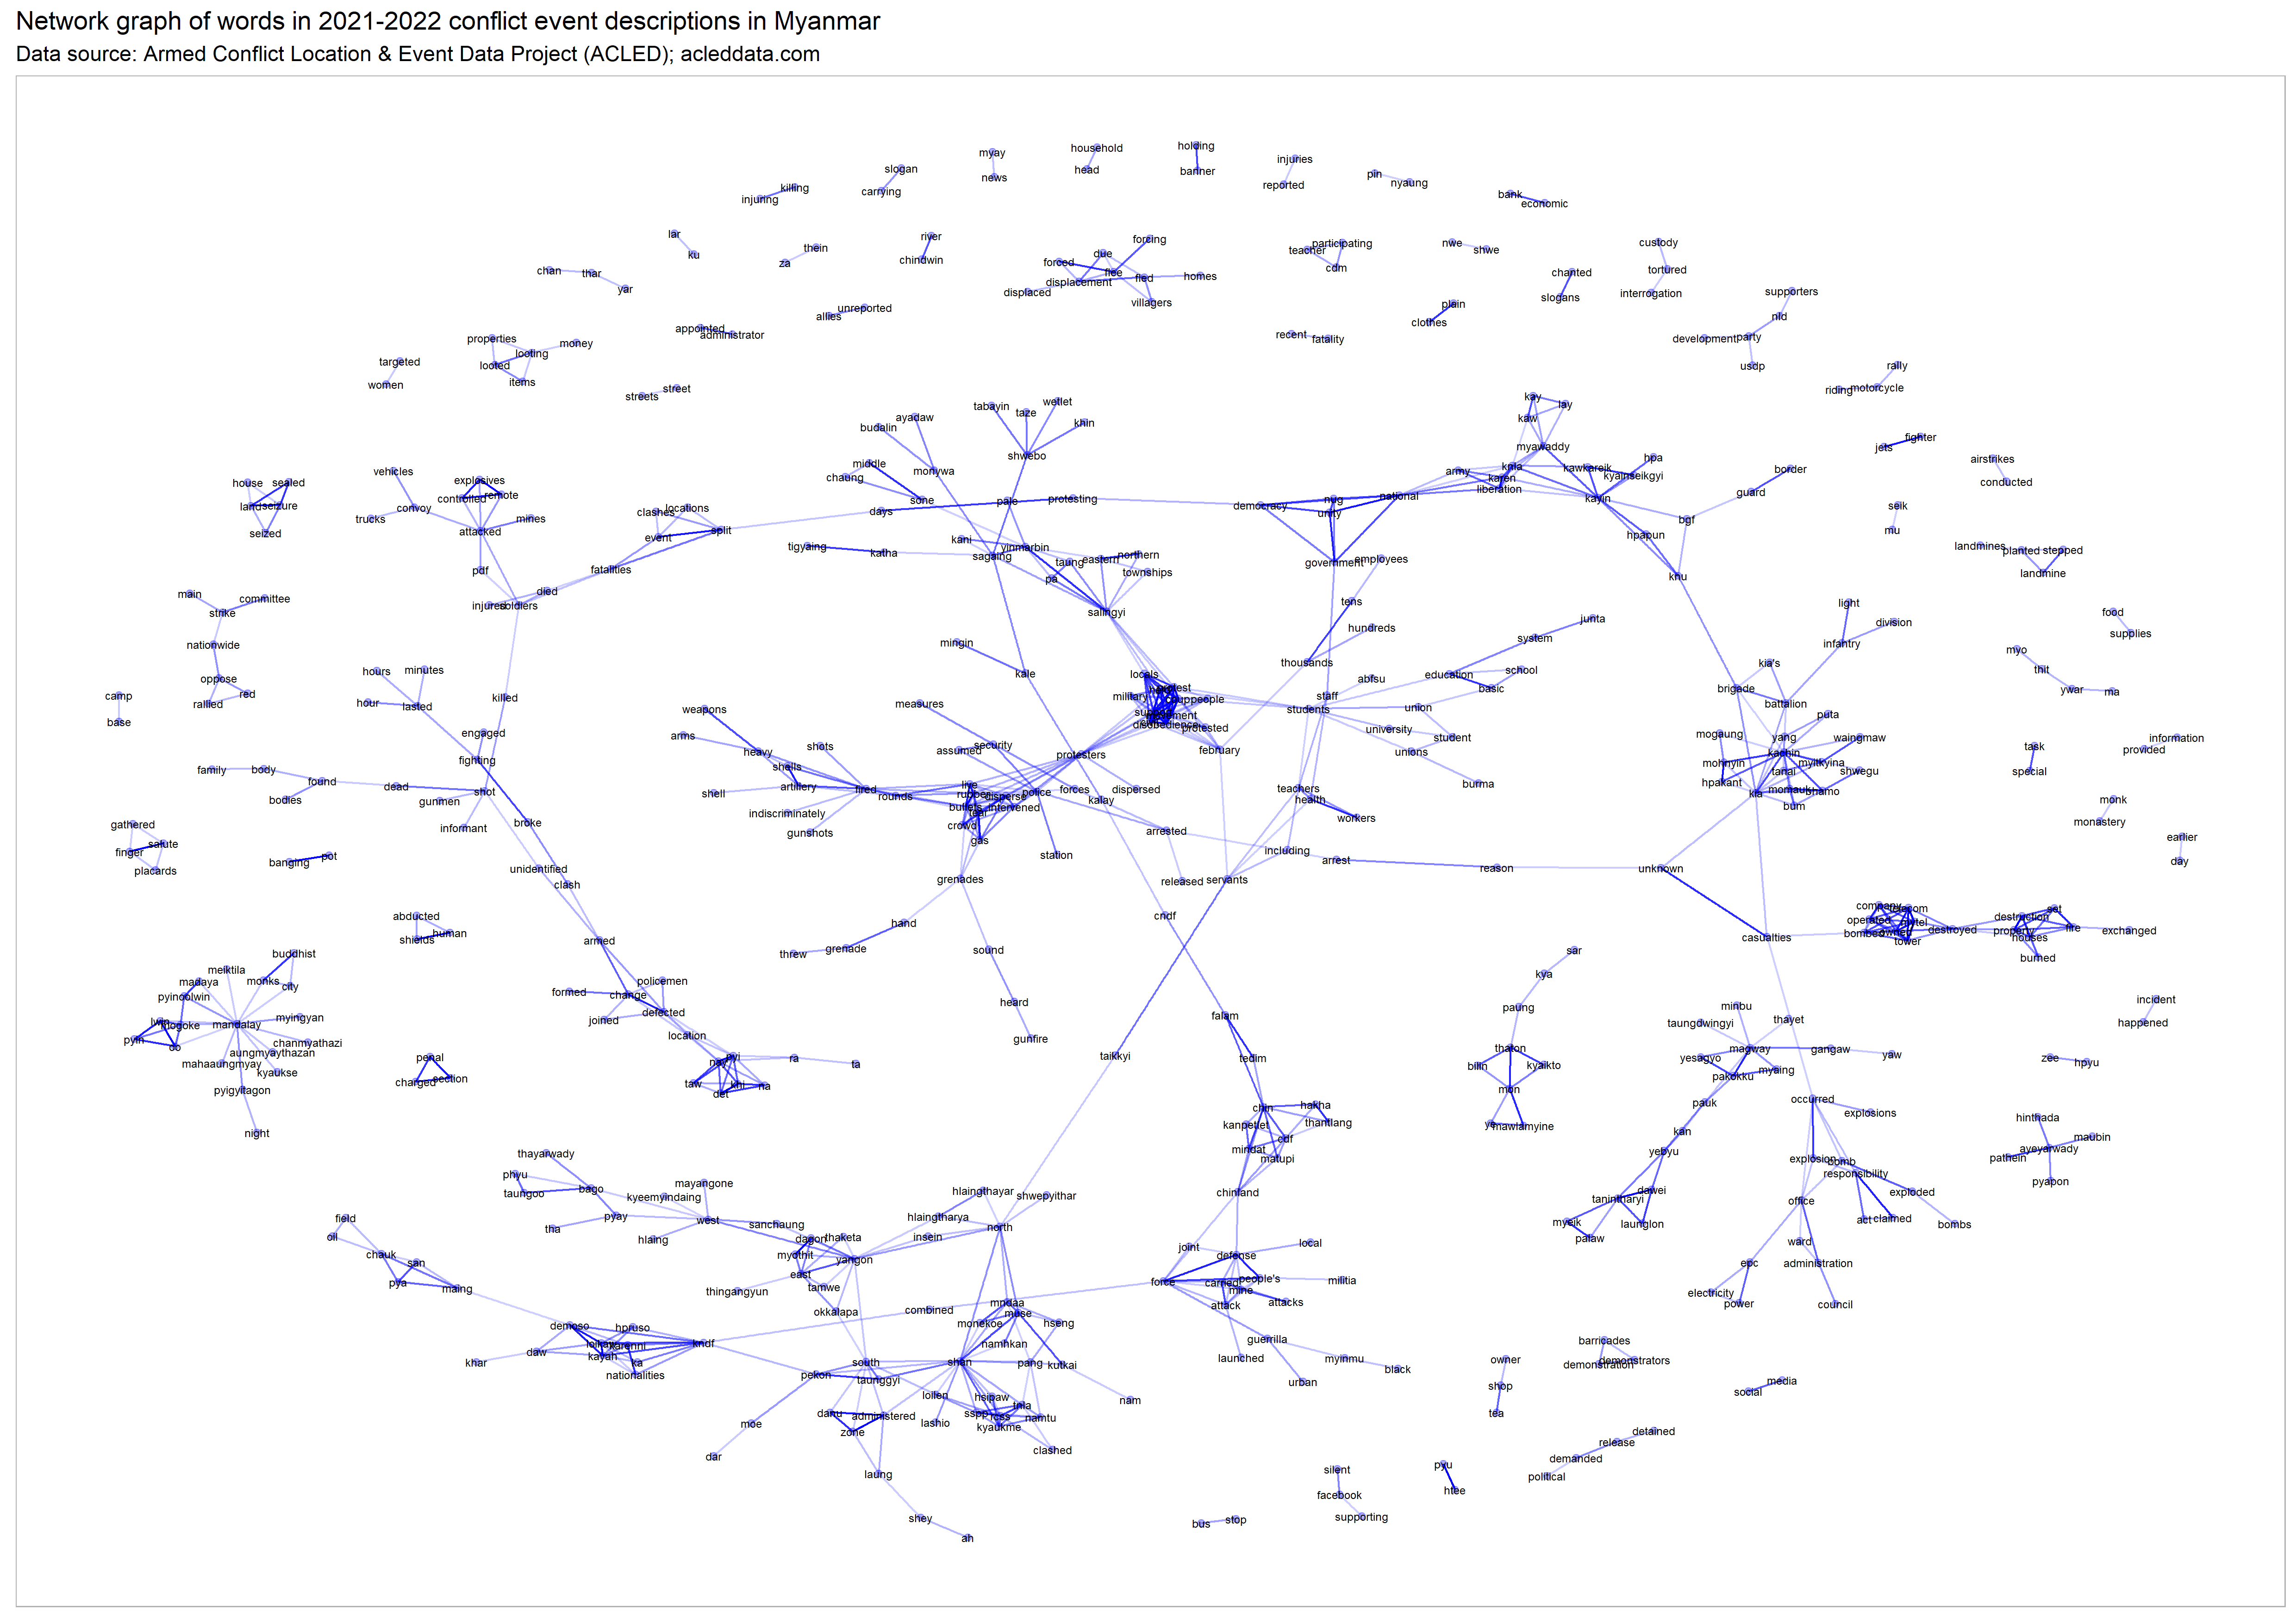 Network graph of words in 2021-2022 conflict event descriptions in Myanmar
Data source: Armed Conflict Location & Event Data Project (ACLED); acleddata.com
myay
news
household
head
holding
banner
injuries
reported
pin
nyaung
slogan
carrying
killing
injuring
bank
economic
lar
ku
thein
za
river
chindwin
forcing
due
forced
flee
fled
homes
displacement
displaced
villagers
participating
teacher
cdm
nwe
shwe
custody
tortured
interrogation
chan
thar
yar
chanted
slogans
supporters
nld
party
development
usdp
unreported
allies
plain
clothes
appointed
administrator
recent
fatality
properties
looting
money
looted
items
targeted
women
street
streets
rally
riding
motorcycle
kay
lay
kaw
myawaddy
tabayin
taze
wetlet
khin
shwebo
ayadaw
budalin
middle
monywa
chaung
sone
days
pale
protesting
army
knla
karen
liberation
kawkareik
hpa
kyainseikgyi
kayin
border
guard
bgf
jets
fighter
airstrikes
conducted
house
sealed
land
seizure
seized
vehicles
convoy
trucks
explosives
controlled
remote
attacked
mines
pdf
clashes
locations
event
split
fatalities
died
injured
soldiers
tigyaing
katha
kani
sagaing
yinmarbin
taung
pa
eastern
northern
townships
salingyi
democracy
nug
unity
national
government
employees
tens
hundreds
thousands
hpapun
khu
seik
mu
landmines
planted
stepped
landmine
food
supplies
main
committee
strike
nationwide
oppose
red
rallied
camp
base
hours
minutes
hour
lasted
killed
engaged
fighting
mingin
kale
locals
military
protest
people
disobedience
protested
february
protesters
students
staff
abfsu
education
system
junta
school
basic
union
university
student
unions
burma
light
division
infantry
kia's
brigade
battalion
puta
mogaung
yang
waingmaw
kachin
mohnyin
myitkyina
hpakant
tanai
shwegu
momauk
bhamo
kia
bum
myo
thit
ywar
ma
task
special
information
provided
monk
monastery
earlier
day
weapons
arms
heavy
shots
shells
shell
artillery
fired
rounds
indiscriminately
gunshots
measures
assumed
security
live
rubber
disperse
police
bullets
tear
intervened
crowd
gas
forces
kalay
dispersed
station
arrested
released
teachers
health
workers
including
servants
arrest
reason
unknown
family
body
found
bodies
dead
gunmen
shot
informant
broke
unidentified
clash
gathered
finger
salute
placards
banging
pot
grenades
hand
grenade
threw
sound
heard
gunfire
cndf
casualties
company
telecom
operated
mytel
bombed
owned
tower
destroyed
destruction
set
property
fire
houses
exchanged
burned
abducted
human
shields
armed
buddhist
meiktila
monks
city
madaya
pyinoolwin
lwin
mogoke
mandalay
myingyan
pyin
oo
chanmyathazi
aungmyaythazan
mahaaungmyay
kyaukse
pyigyitagon
night
penal
charged
section
policemen
formed
change
joined
defected
location
nay
pyi
taw
khi
na
det
ra
ta
taikkyi
falam
tedim
sar
kya
paung
thaton
bilin
kyaikto
mon
ye
mawlamyine
minbu
thayet
taungdwingyi
magway
gangaw
yaw
yesagyo
myaing
pakokku
pauk
kan
yebyu
incident
happened
zee
hpyu
hinthada
maubin
ayeyarwady
pathein
pyapon
chin
hakha
thantlang
kanpetlet
cdf
mindat
matupi
chinland
occurred
explosions
explosion
bomb
responsibility
exploded
act
claimed
bombs
office
ward
administration
epc
electricity
power
council
dawei
tanintharyi
myeik
launglon
palaw
thayarwady
phyu
taungoo
bago
pyay
tha
kyeemyindaing
mayangone
west
hlaing
sanchaung
dagon
thaketa
myothit
yangon
east
tamwe
thingangyun
okkalapa
hlaingthayar
shwepyithar
hlaingtharya
north
insein
field
oil
chauk
san
pya
maing
joint
defense
local
force
carried
people's
militia
mine
attack
attacks
guerrilla
launched
urban
myinmu
black
combined
mndaa
muse
monekoe
hseng
namhkan
pang
kutkai
nam
demoso
hpruso
loikaw
karenni
kayah
kndf
daw
khar
ka
nationalities
pekon
south
taunggyi
shan
loilen
lashio
hsipaw
tnla
sspp
rcss
namtu
kyaukme
clashed
moe
dar
danu
administered
zone
laung
shey
ah
barricades
demonstration
demonstrators
owner
shop
tea
media
social
detained
release
demanded
political
silent
facebook
supporting
pyu
htee
bus
stop